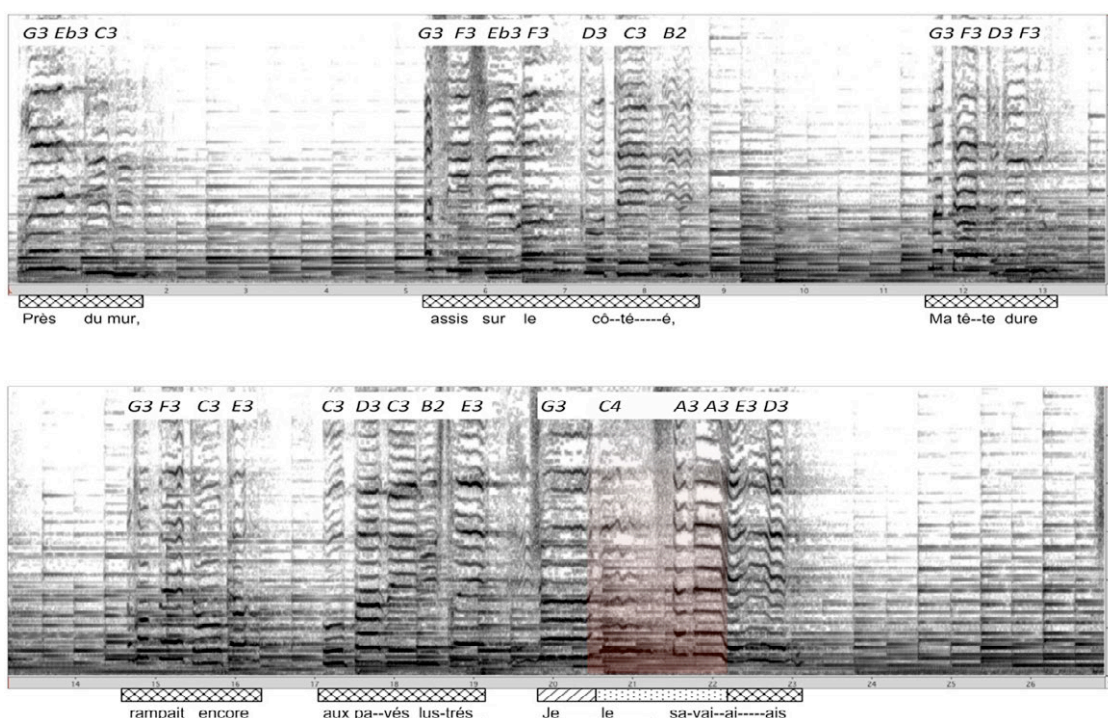 G3 Eb3 C3 G3 F3 Eb3 F3 D3 C3 B2 G3 F3 D3 F3
1 2 3 4 5 6 7 8 9 10 11 12 13
Près du mur, assis sur le cô--té-----é, Ma tê--te dure
G3 F3 C3 E3 C3 D3 C3 B2 E3 G3 C4 A3 A3 E3 D3
14 15 16 17 18 19 20 21 22 23 24 25 26
rampait encore aux pa--vés lus-trés Je le sa-vai--ai-----ais